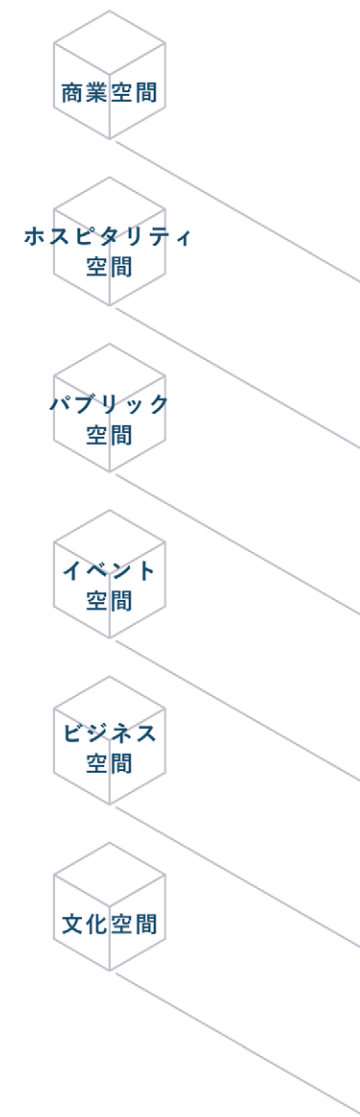 商業空間
ホスピタリティ
空間
パブリック
空間
イベント
空間
ビジネス
空間
文化空間